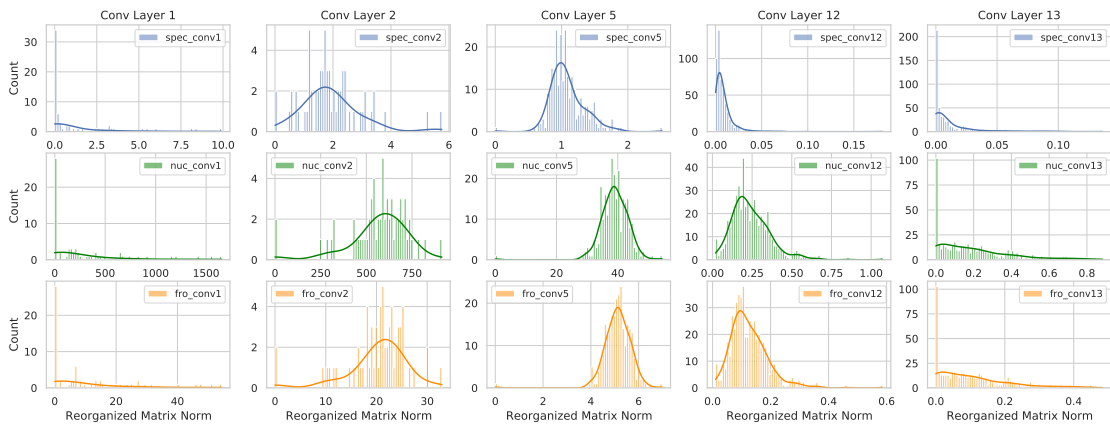 Conv Layer 1 Conv Layer 2 Conv Layer 5 Conv Layer 12 Conv Layer 13
Count
30
20
10
0
spec_conv1
0.0 2.5 5.0 7.5 10.0
4
2
0
spec_conv2
0 2 4 6
20
10
0
spec_conv5
0 1 2
100
50
0
spec_conv12
0.00 0.05 0.10 0.15
200
150
100
50
0
spec_conv13
0.00 0.05 0.10
Count
20
10
0
nuc_conv1
0 500 1000 1500
4
2
0
nuc_conv2
0 250 500 750
20
10
0
nuc_conv5
0 20 40
40
30
20
10
0
nuc_conv12
0.00 0.25 0.50 0.75 1.00
100
75
50
25
0
nuc_conv13
0.0 0.2 0.4 0.6 0.8
Count
20
10
0
fro_conv1
0 20 40
Reorganized Matrix Norm
4
2
0
fro_conv2
0 10 20 30
Reorganized Matrix Norm
20
10
0
fro_conv5
0 2 4 6
Reorganized Matrix Norm
30
20
10
0
fro_conv12
0.0 0.2 0.4 0.6
Reorganized Matrix Norm
100
75
50
25
0
fro_conv13
0.0 0.2 0.4
Reorganized Matrix Norm